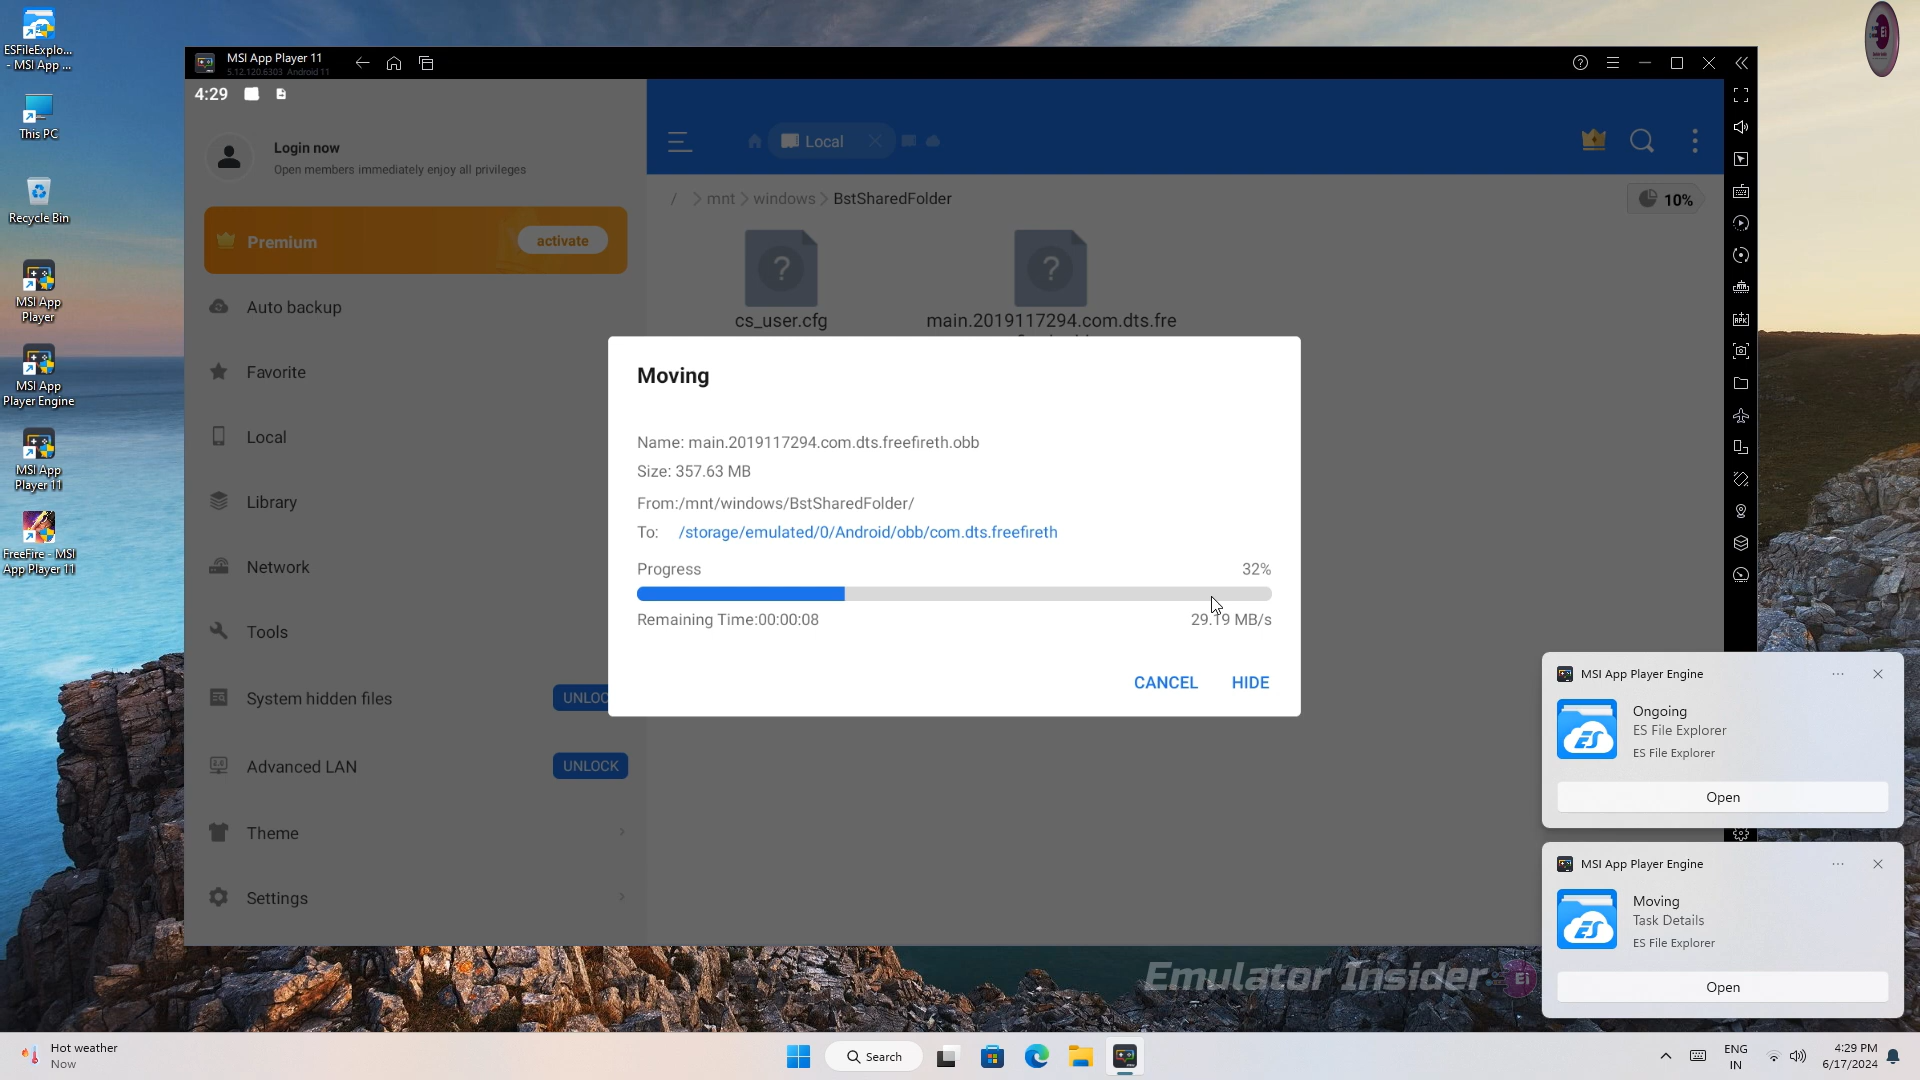 ESFileExplo...
- MSI App ...
This PC
Recycle Bin
MSI App
Player
MSI App
Player Engine
MSI App
Player 11
FreeFire - MSI
App Player 11
MSI App Player 11
5.12.120.6303 Android 11
4:29
Login now
Open members immediately enjoy all privileges
Premium
activate
Auto backup
Favorite
Local
Library
Network
Tools
System hidden files
UNLOC
Advanced LAN
UNLOCK
Theme
Settings
Local
/ mnt windows BstSharedFolder
10%
cs_user.cfg
main.2019117294.com.dts.fre
Moving
Name: main.2019117294.com.dts.freefireth.obb
Size: 357.63 MB
From:/mnt/windows/BstSharedFolder/
To: /storage/emulated/0/Android/obb/com.dts.freefireth
Progress 32%
Remaining Time:00:00:08 29.19 MB/s
CANCEL HIDE
MSI App Player Engine
Ongoing
ES File Explorer
ES File Explorer
Open
MSI App Player Engine
Moving
Task Details
ES File Explorer
Open
Emulator Insider Ei
Hot weather
Now
Search
ENG
IN
4:29 PM
6/17/2024